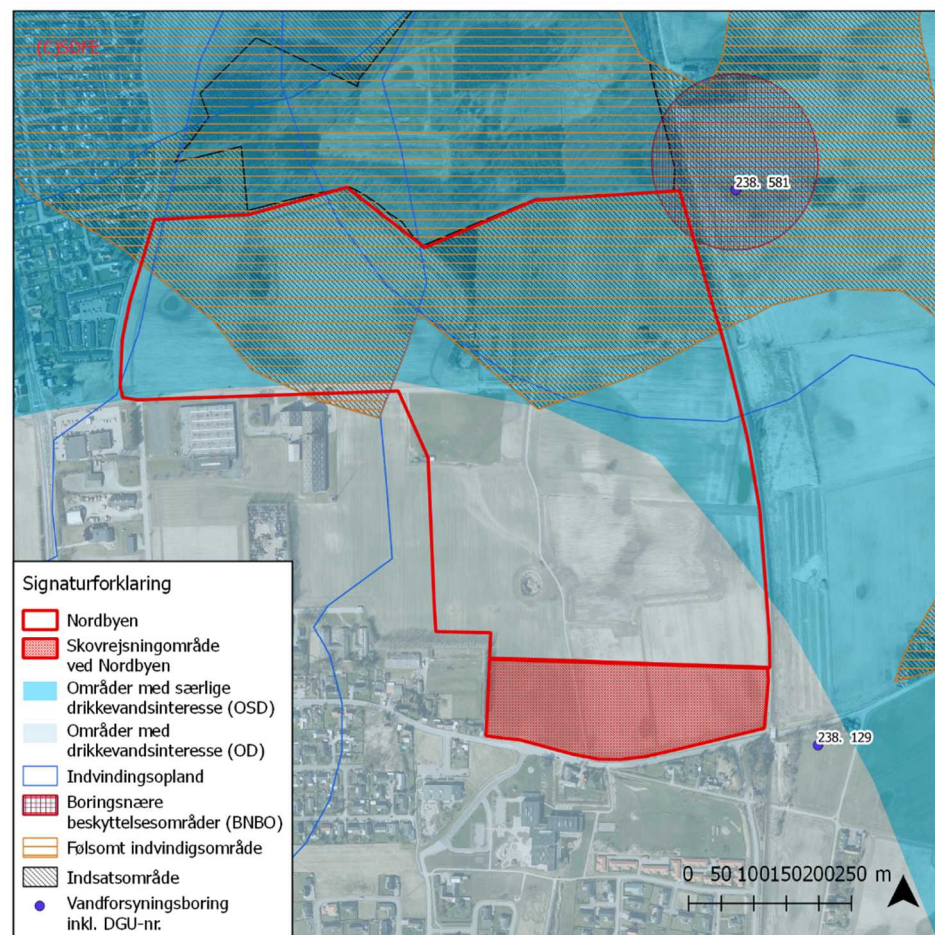 (C)SDFE
238. 581
238. 129
Signaturforklaring
Nordbyen
Skovrejsningområde
ved Nordbyen
Områder med særlige
drikkevandsinteresse (OSD)
Områder med
drikkevandsinteresse (OD)
Indvindingsopland
Boringsnære
beskyttelsesområder (BNBO)
Følsomt indvindigsområde
Indsatsområde
Vandforsyningsboring
inkl. DGU-nr.
0 50 100150200250 m